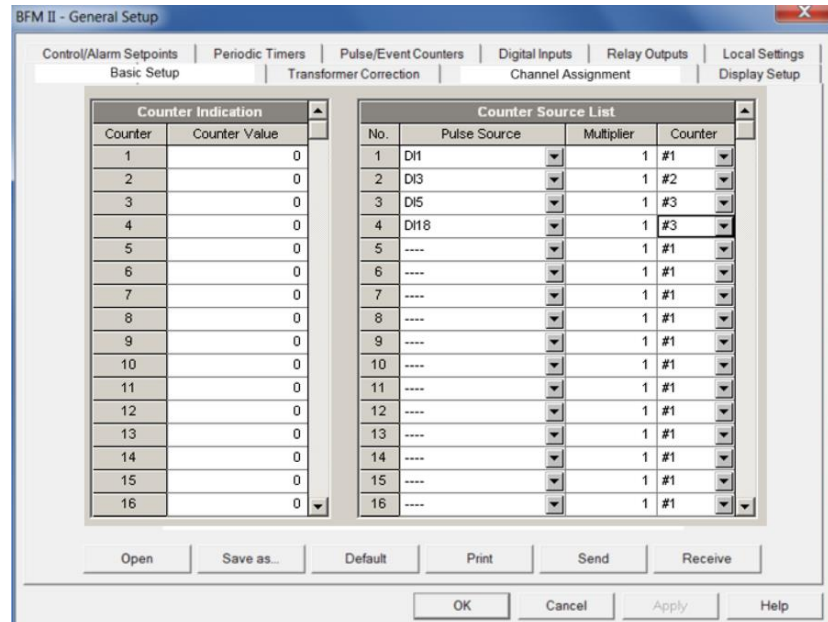 BFM II - General Setup
Control/Alarm Setpoints Periodic Timers Pulse/Event Counters Digital Inputs Relay Outputs Local Settings
Basic Setup Transformer Correction Channel Assignment Display Setup
Counter Indication Counter Source List
Counter Counter Value No. Pulse Source Multiplier Counter
1 0 1 DI1 1 #1
2 0 2 DI3 1 #2
3 0 3 DI5 1 #3
4 0 4 DI18 1 #3
5 0 5 ---- 1 #1
6 0 6 ---- 1 #1
7 0 7 ---- 1 #1
8 0 8 ---- 1 #1
9 0 9 ---- 1 #1
10 0 10 ---- 1 #1
11 0 11 ---- 1 #1
12 0 12 ---- 1 #1
13 0 13 ---- 1 #1
14 0 14 ---- 1 #1
15 0 15 ---- 1 #1
16 0 16 ---- 1 #1
Open Save as... Default Print Send Receive
OK Cancel Apply Help